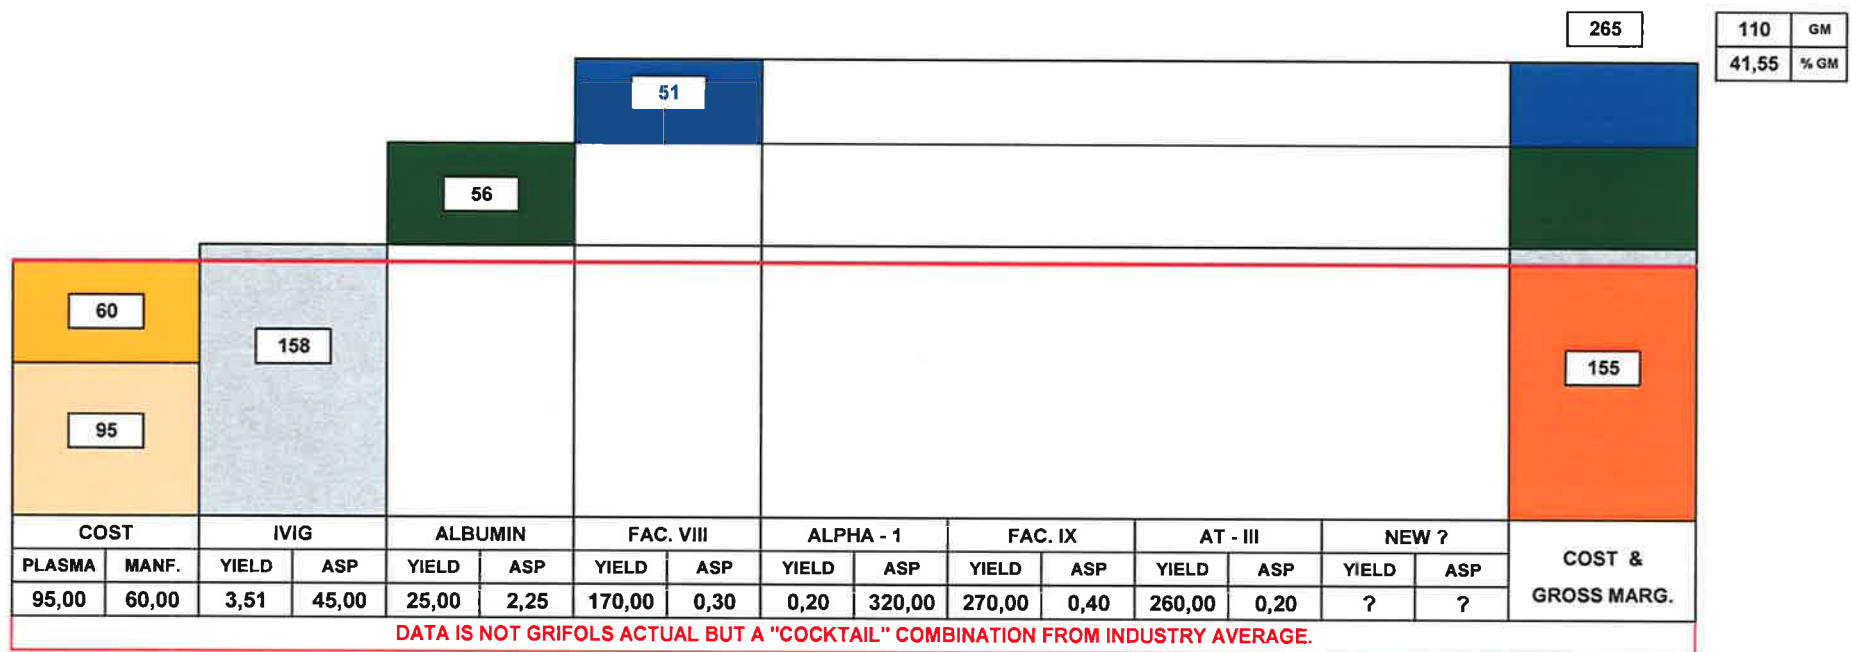 265
110 GM
41,55 % GM
51
56
60
158
155
95
COST IVIG ALBUMIN FAC. VIII ALPHA - 1 FAC. IX AT - III NEW ? COST & GROSS MARG.
PLASMA MANF. YIELD ASP YIELD ASP YIELD ASP YIELD ASP YIELD ASP YIELD ASP YIELD ASP
95,00 60,00 3,51 45,00 25,00 2,25 170,00 0,30 0,20 320,00 270,00 0,40 260,00 0,20 ? ?
DATA IS NOT GRIFOLS ACTUAL BUT A "COCKTAIL" COMBINATION FROM INDUSTRY AVERAGE.